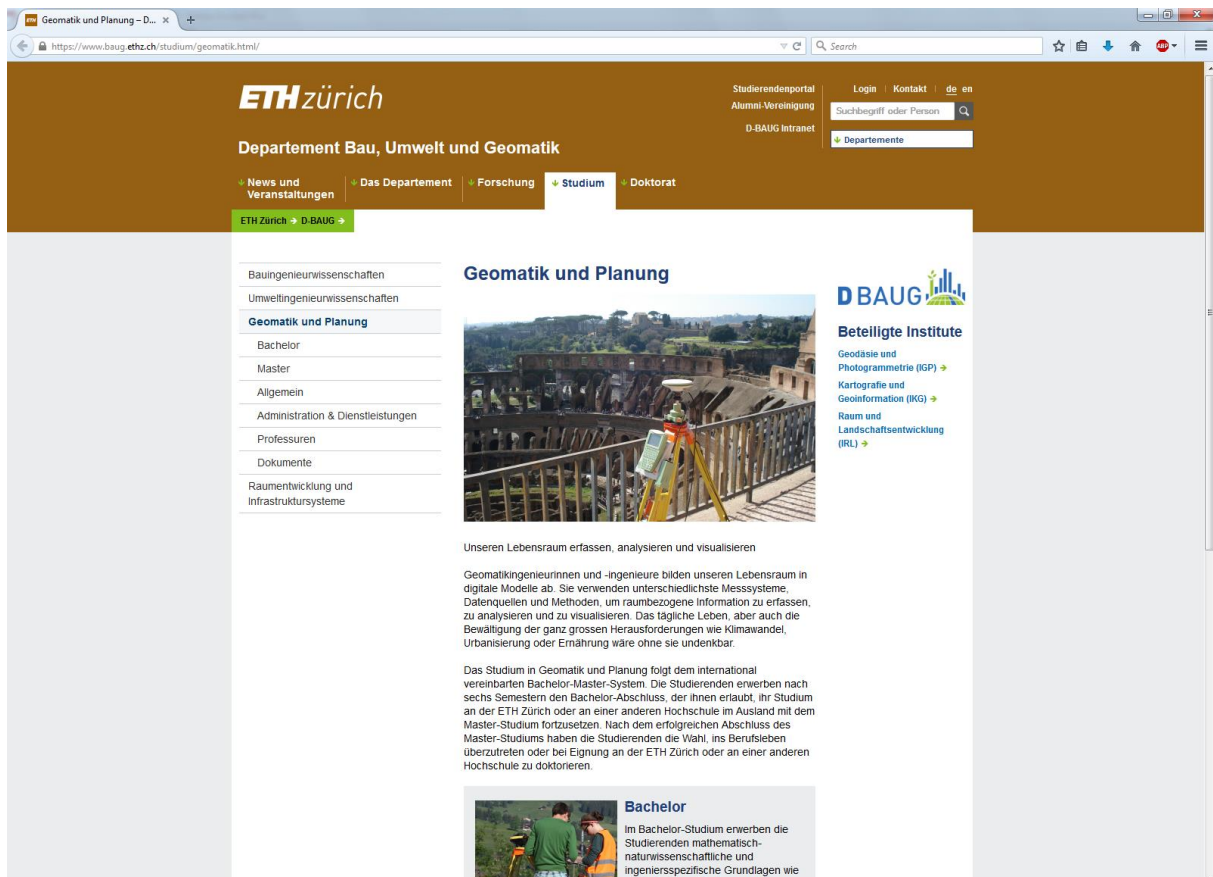 Geomatik und Planung – D...
https://www.baug.ethz.ch/studium/geomatik.html/
Search
ABP
ETH zürich
Studierendenportal
Alumni-Vereinigung
D-BAUG Intranet
Login | Kontakt | de en
Suchbegriff oder Person
Departemente
Departement Bau, Umwelt und Geomatik
News und
Veranstaltungen
Das Departement
Forschung
Studium
Doktorat
ETH Zürich → D-BAUG →
Bauingenieurwissenschaften
Umweltingenieurwissenschaften
Geomatik und Planung
Bachelor
Master
Allgemein
Administration & Dienstleistungen
Professuren
Dokumente
Raumentwicklung und
Infrastruktursysteme
Geomatik und Planung
Unseren Lebensraum erfassen, analysieren und visualisieren
Geomatikingenieurinnen und -ingenieure bilden unseren Lebensraum in
digitale Modelle ab. Sie verwenden unterschiedlichste Messsysteme,
Datenquellen und Methoden, um raumbezogene Information zu erfassen,
zu analysieren und zu visualisieren. Das tägliche Leben, aber auch die
Bewältigung der ganz grossen Herausforderungen wie Klimawandel,
Urbanisierung oder Ernährung wäre ohne sie undenkbar.
Das Studium in Geomatik und Planung folgt dem international
vereinbarten Bachelor-Master-System. Die Studierenden erwerben nach
sechs Semestern den Bachelor-Abschluss, der ihnen erlaubt, ihr Studium
an der ETH Zürich oder an einer anderen Hochschule im Ausland mit dem
Master-Studium fortzusetzen. Nach dem erfolgreichen Abschluss des
Master-Studiums haben die Studierenden die Wahl, ins Berufsleben
überzutreten oder bei Eignung an der ETH Zürich oder an einer anderen
Hochschule zu doktorieren.
Bachelor
Im Bachelor-Studium erwerben die
Studierenden mathematisch-
naturwissenschaftliche und
ingeniersspezifische Grundlagen wie
D BAUG
Beteiligte Institute
Geodäsie und
Photogrammetrie (IGP) →
Kartografie und
Geoinformation (IKG) →
Raum und
Landschaftsentwicklung
(IRL) →